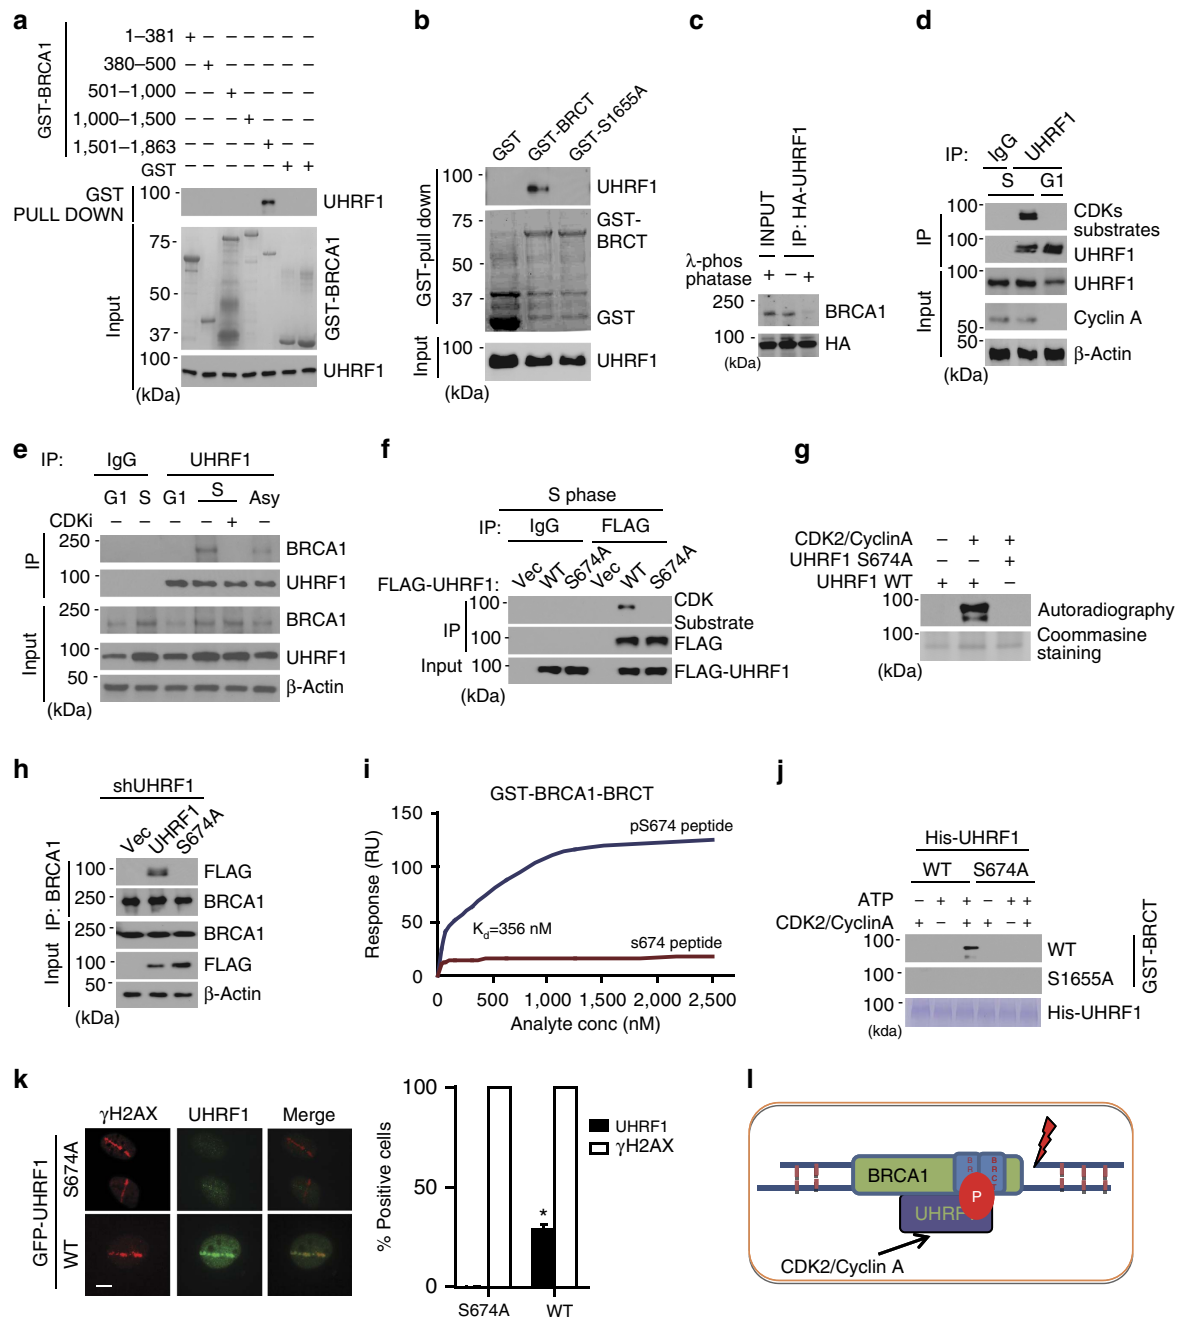 a
GST-BRCA1
1–381 + – – – – – –
380–500 – + – – – – –
501–1,000 – – + – – – –
1,000–1,500 – – – + – – –
1,501–1,863 – – – – + – –
GST – – – – – + +
GST PULL DOWN
100 -
UHRF1
Input
75 -
50 -
37 -
GST-BRCA1
100 -
UHRF1
(kDa)
b
GST
GST-BRCT
GST-S1655A
GST-pull down
100 -
UHRF1
75 -
GST-BRCT
50 -
37 -
GST
Input
100 -
UHRF1
(kDa)
c
INPUT
IP: HA-UHRF1
λ-phos
phatase + – +
250 -
BRCA1
100 -
HA
(kDa)
d
IP: IgG UHRF1
S G1
IP
100 -
CDKs
substrates
100 -
UHRF1
Input
100 -
UHRF1
50 -
Cyclin A
50 -
β-Actin
(kDa)
e
IP: IgG UHRF1
G1 S G1 S Asy
CDKi – – – – + –
IP
250 -
BRCA1
100 -
UHRF1
Input
250 -
BRCA1
100 -
UHRF1
50 -
β-Actin
(kDa)
f
S phase
IP: IgG FLAG
FLAG-UHRF1: Vec WT S674A Vec WT S674A
IP
100 -
CDK
Substrate
100 -
FLAG
Input 100 -
FLAG-UHRF1
(kDa)
g
CDK2/CyclinA – + +
UHRF1 S674A – – +
UHRF1 WT + + –
100 -
Autoradiography
100 -
Coommasine
staining
(kDa)
h
shUHRF1
Vec UHRF1 S674A
IP: BRCA1
100 -
FLAG
250 -
BRCA1
Input
250 -
BRCA1
100 -
FLAG
50 -
β-Actin
(kDa)
i
GST-BRCA1-BRCT
Response (RU)
150
100
50
0
pS674 peptide
Kd=356 nM
s674 peptide
0 500 1,000 1,500 2,000 2,500
Analyte conc (nM)
j
His-UHRF1
WT S674A
ATP – + + – + +
CDK2/CyclinA + – + + – +
100 -
WT
S1655A
GST-BRCT
100 -
100 -
His-UHRF1
(kda)
k
γH2AX UHRF1 Merge
GFP-UHRF1
S674A
WT
% Positive cells
100
50
0
*
UHRF1
γH2AX
S674A WT
l
BRCA1
BRCT
P
UHRF
CDK2/Cyclin A